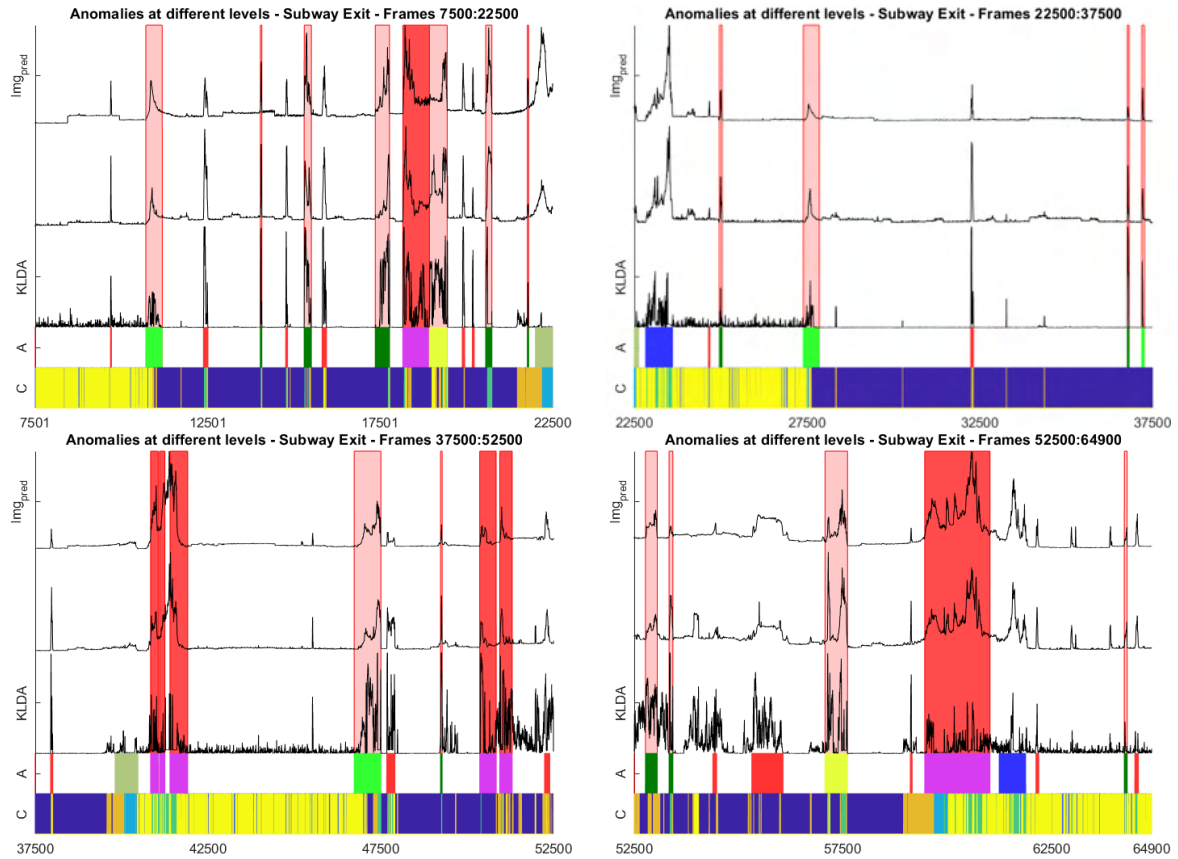 Anomalies at different levels - Subway Exit - Frames 7500:22500
Img_pred
KLDA
A
C
7501 12501 17501 22500
Anomalies at different levels - Subway Exit - Frames 22500:37500
Img_pred
KLDA
A
C
22500 27500 32500 37500
Anomalies at different levels - Subway Exit - Frames 37500:52500
Img_pred
KLDA
A
C
37500 42500 47500 52500
Anomalies at different levels - Subway Exit - Frames 52500:64900
Img_pred
KLDA
A
C
52500 57500 62500 64900